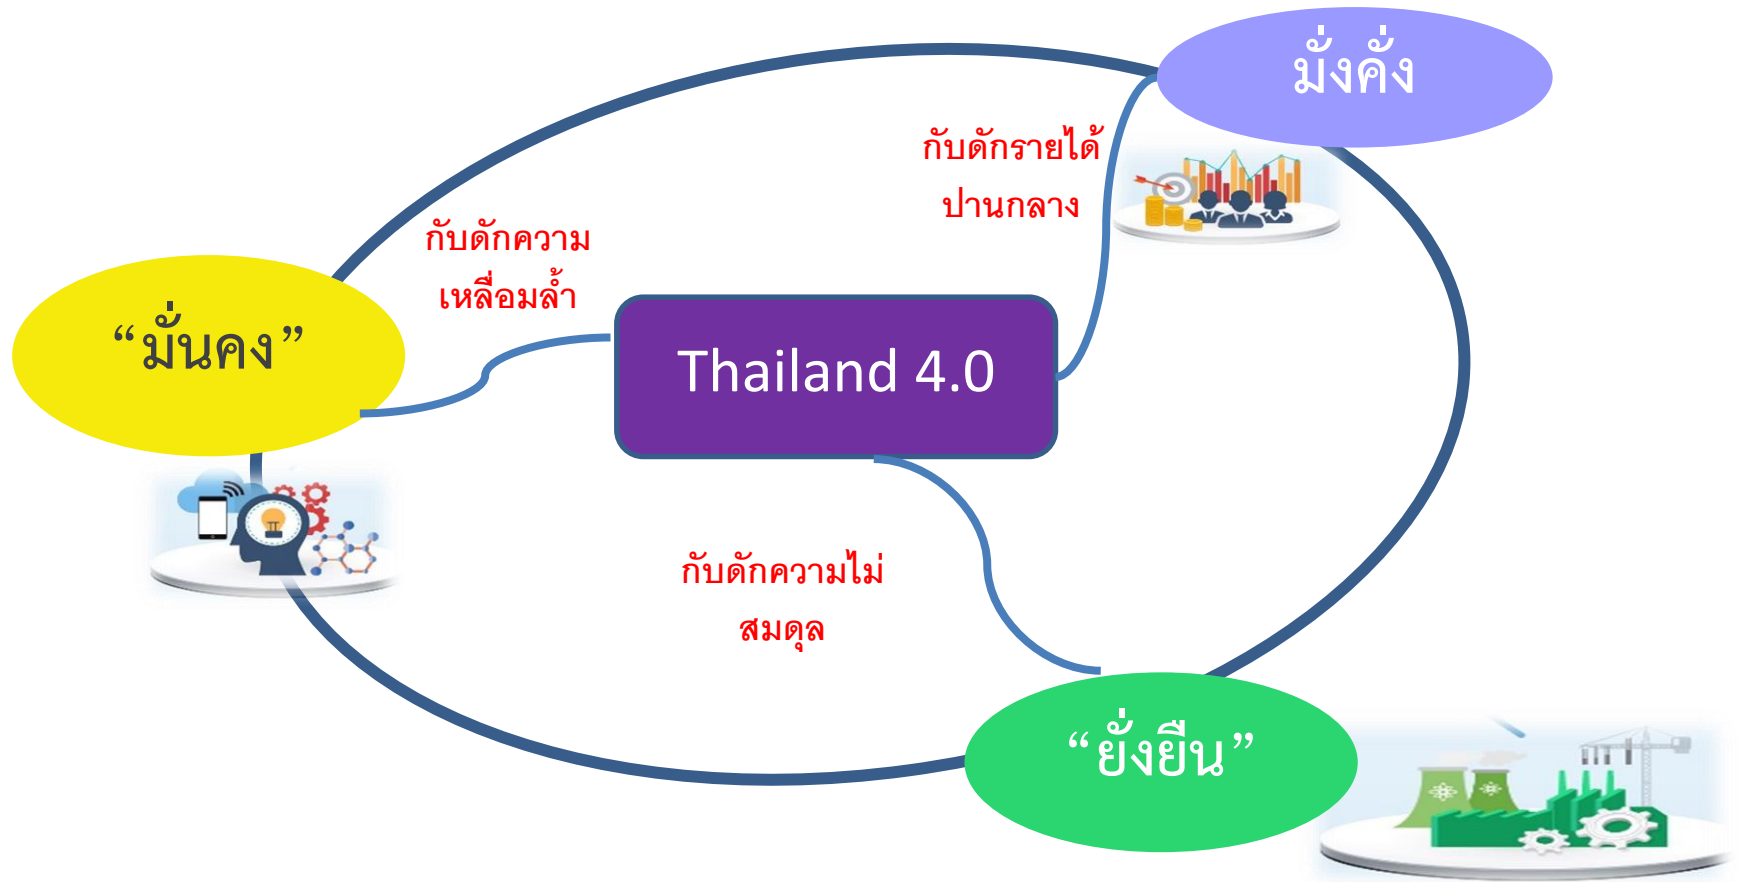 มั่งคั่ง
กับดักรายได้
ปานกลาง
กับดักความ
เหลื่อมล้ำ
“มั่นคง”
Thailand 4.0
กับดักความไม่
สมดุล
“ยั่งยืน”